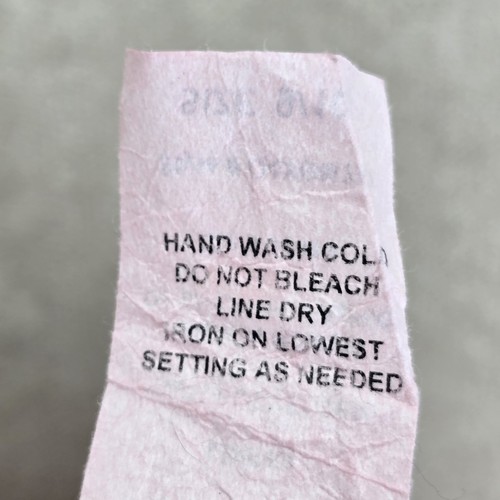 HAND WASH COLD
DO NOT BLEACH
LINE DRY
IRON ON LOWEST
SETTING AS NEEDED